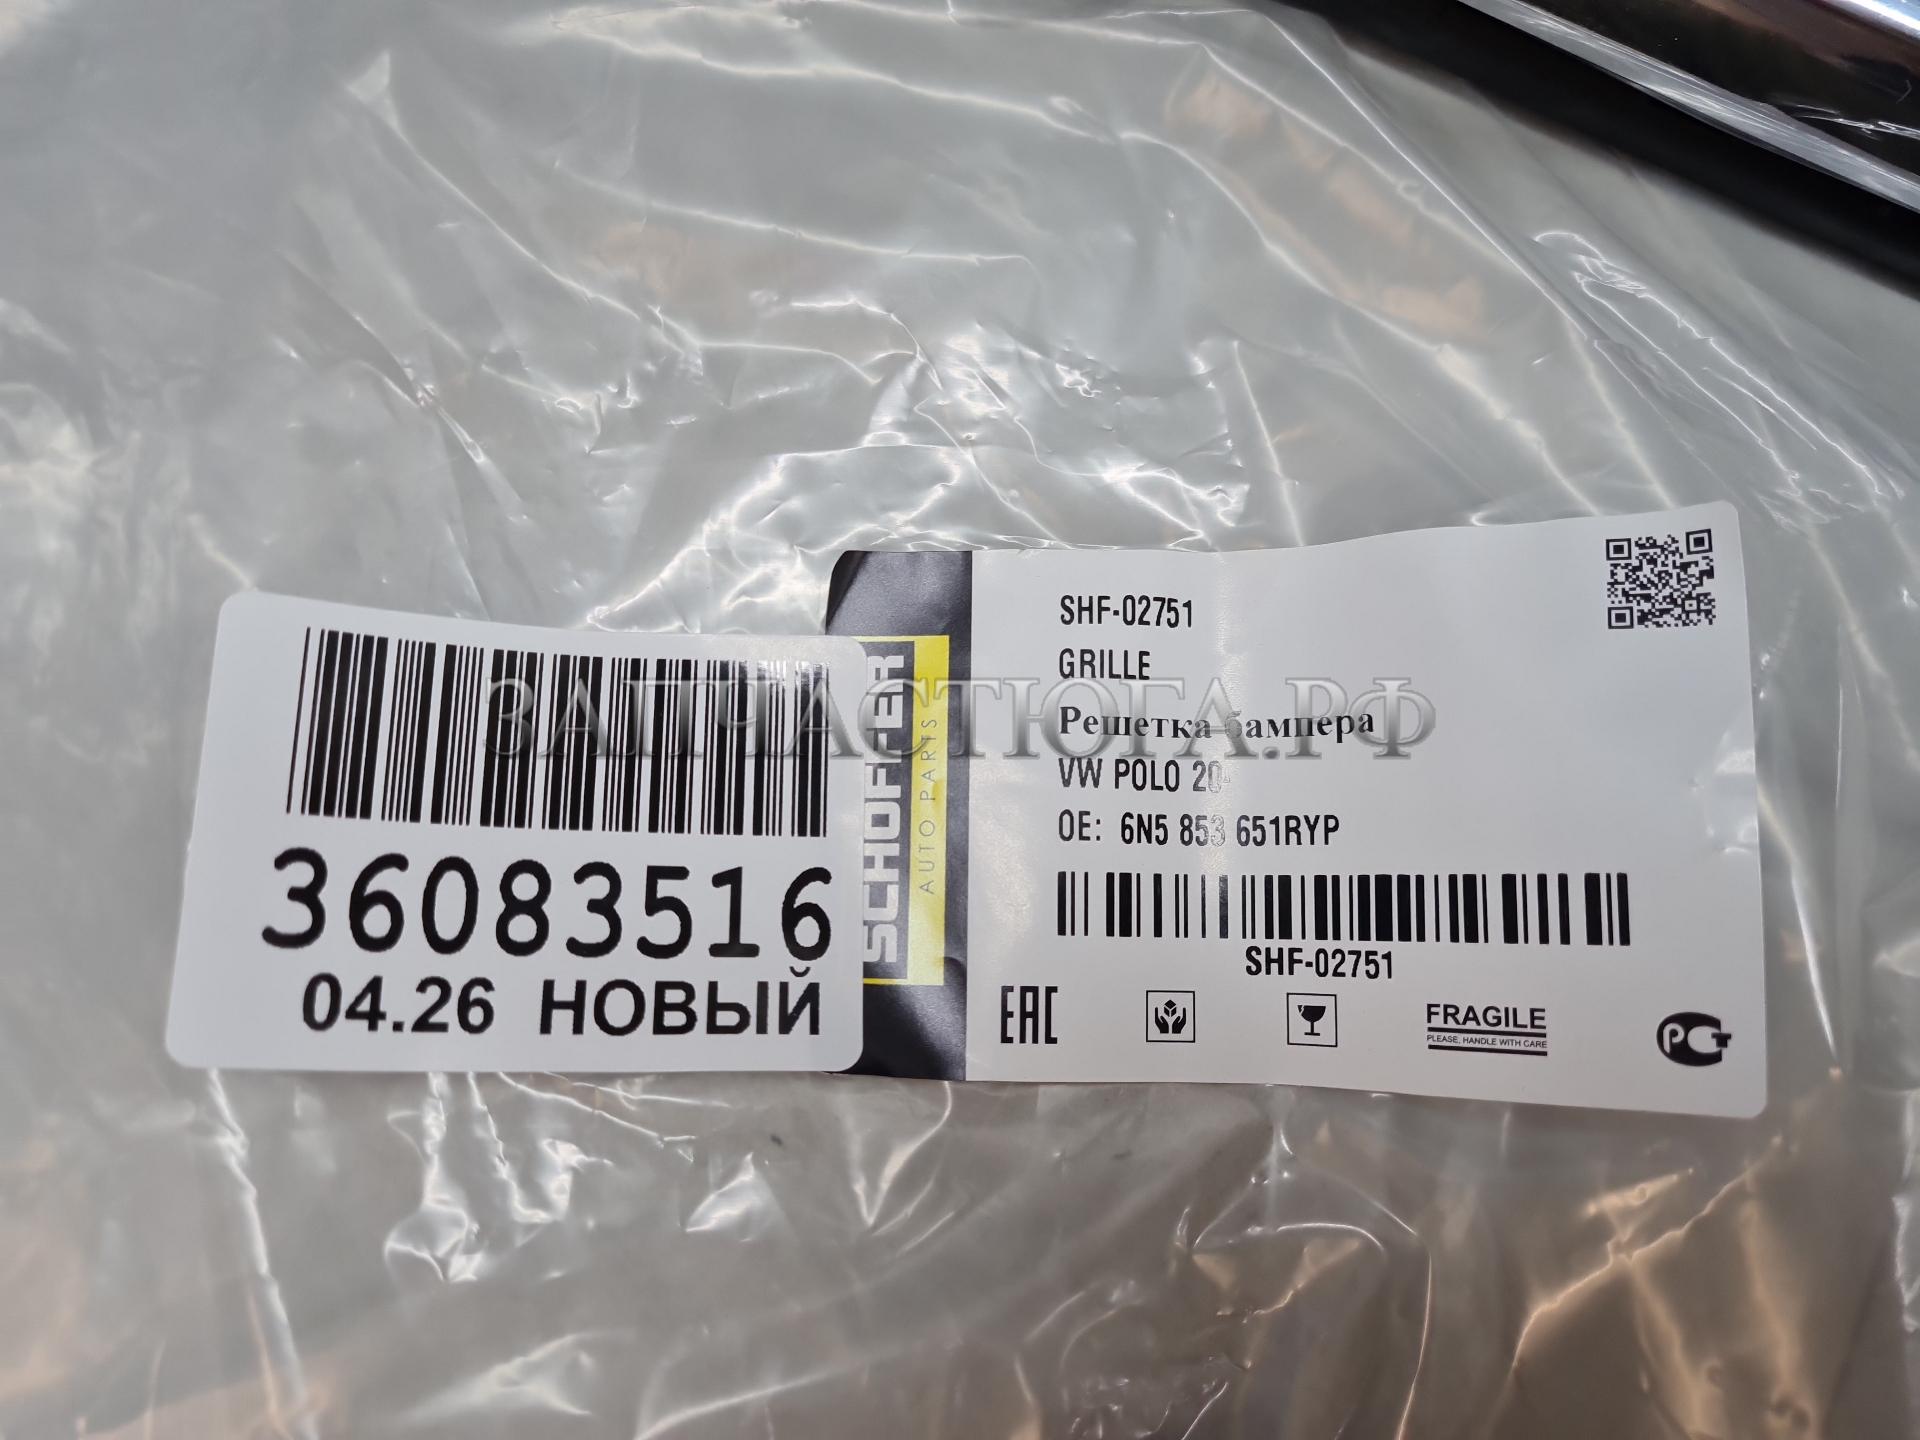 36083516
04.26 НОВЫЙ
SCHOFFER
AUTO PARTS
SHF-02751
GRILLE
Решетка бампера
VW POLO
OE: 6N5 853 651RYP
SHF-02751
EAC
FRAGILE
PLEASE, HANDLE WITH CARE
РСТ
ЗАПЧАСТЮГА.РФ